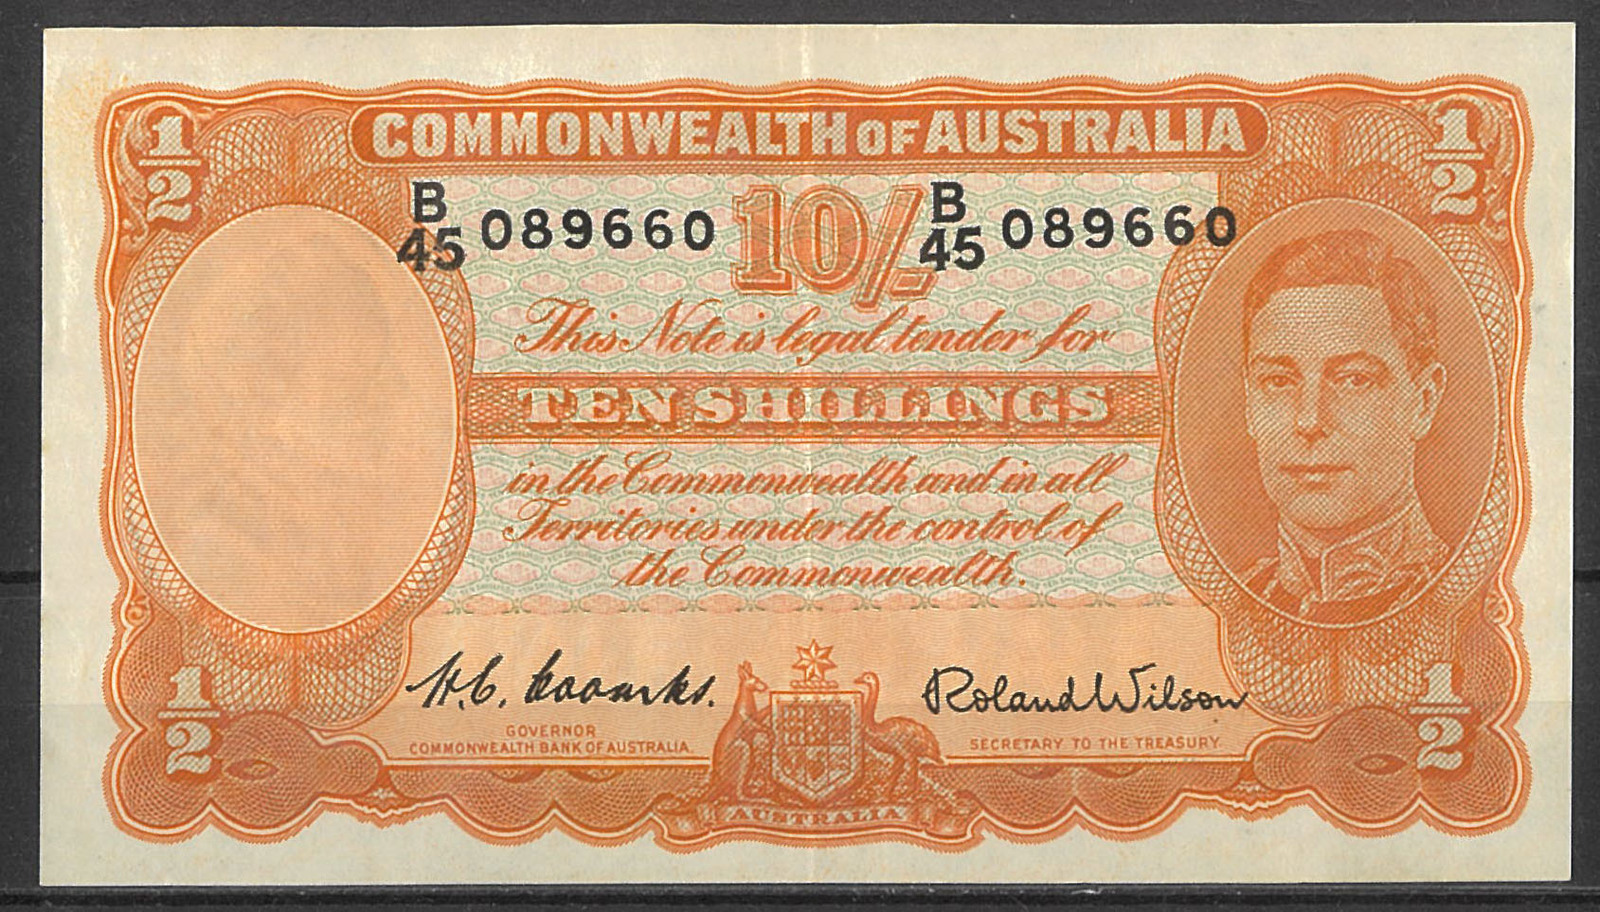 1/2 COMMONWEALTH OF AUSTRALIA 1/2
B 45 089660 10/- B 45 089660
This Note is legal tender for
TEN SHILLINGS
in the Commonwealth and in all
Territories under the control of
the Commonwealth.
H.C. Coombs. Roland Wilson
GOVERNOR
COMMONWEALTH BANK OF AUSTRALIA. SECRETARY TO THE TREASURY.
1/2 AUSTRALIA 1/2